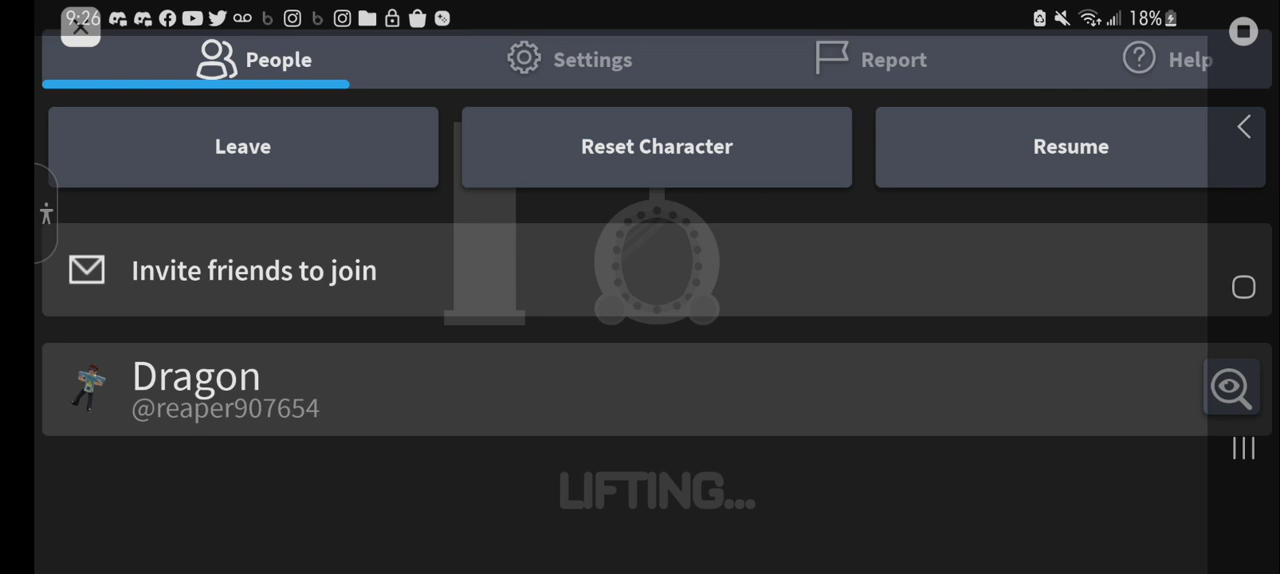 9:26
18%
People
Settings
Report
Help
Leave
Reset Character
Resume
Invite friends to join
Dragon
@reaper907654
LIFTING...